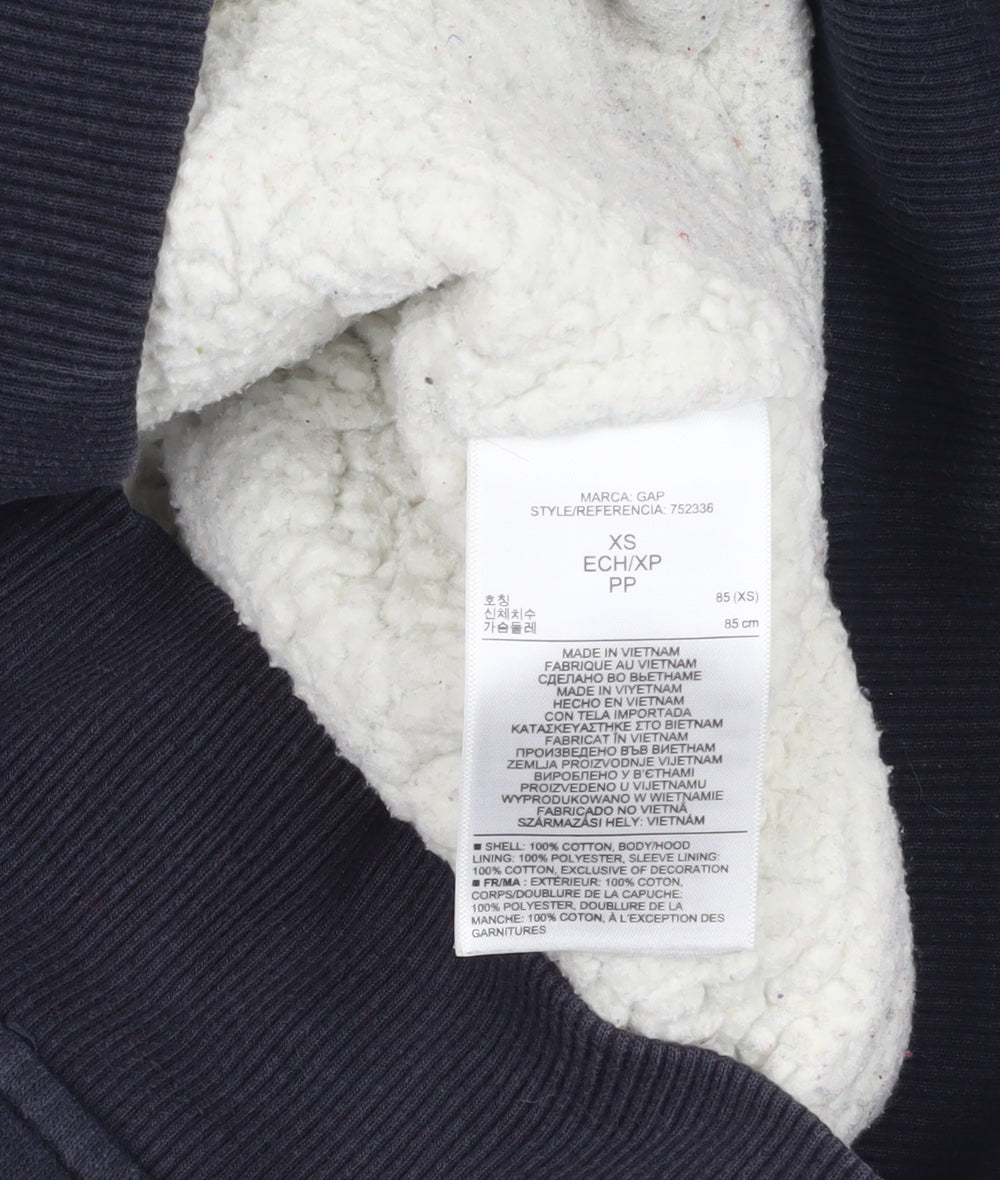 MARCA: GAP
STYLE/REFERENCIA: 752336
XS
ECH/XP
PP
호칭 85 (XS)
신체치수
가슴둘레 85 cm
MADE IN VIETNAM
FABRIQUE AU VIETNAM
СДЕЛАНО ВО ВЬЕТНАМЕ
MADE IN VIYETNAM
HECHO EN VIETNAM
CON TELA IMPORTADA
ΚΑΤΑΣΚΕΥΑΣΤΗΚΕ ΣΤΟ ΒΙΕΤΝΑΜ
FABRICAT ÎN VIETNAM
ПРОИЗВЕДЕНО ВЪВ ВИЕТНАМ
ZEMLJA PROIZVODNJE VIJETNAM
ВИРОБЛЕНО У В'ЄТНАМІ
PROIZVEDENO U VIJETNAMU
WYPRODUKOWANO W WIETNAMIE
FABRICADO NO VIETNÃ
SZÁRMAZÁSI HELY: VIETNÁM
■ SHELL: 100% COTTON, BODY/HOOD
LINING: 100% POLYESTER, SLEEVE LINING:
100% COTTON, EXCLUSIVE OF DECORATION
■ FR/MA : EXTÉRIEUR: 100% COTON,
CORPS/DOUBLURE DE LA CAPUCHE:
100% POLYESTER, DOUBLURE DE LA
MANCHE: 100% COTON, À L'EXCEPTION DES
GARNITURES